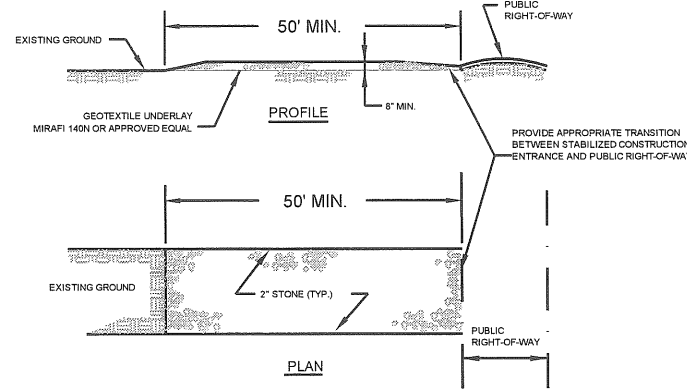 PUBLIC
RIGHT-OF-WAY
50' MIN.
EXISTING GROUND
GEOTEXTILE UNDERLAY
MIRAFI 140N OR APPROVED EQUAL
PROFILE
8" MIN.
PROVIDE APPROPRIATE TRANSITION
BETWEEN STABILIZED CONSTRUCTION
ENTRANCE AND PUBLIC RIGHT-OF-WA
50' MIN.
EXISTING GROUND
2" STONE (TYP.)
PUBLIC
RIGHT-OF-WAY
PLAN